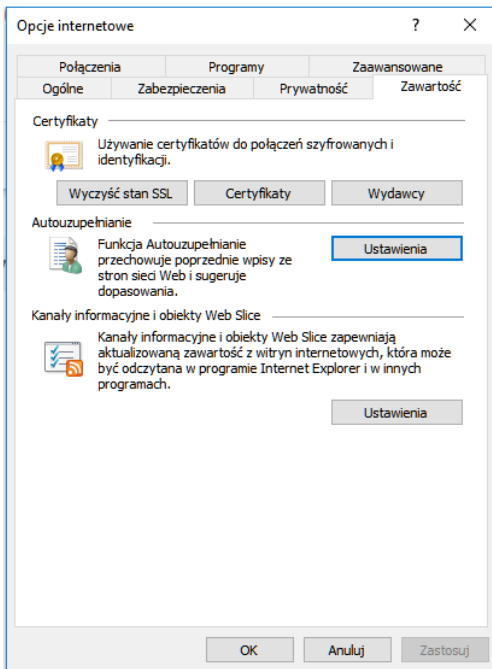 Opcje internetowe
Połączenia Programy Zaawansowane
Ogólne Zabezpieczenia Prywatność Zawartość
Certyfikaty
Używanie certyfikatów do połączeń szyfrowanych i
identyfikacji.
Wyczyść stan SSL Certyfikaty Wydawcy
Autouzupełnianie
Funkcja Autouzupełnianie
przechowuje poprzednie wpisy ze
stron sieci Web i sugeruje
dopasowania.
Ustawienia
Kanały informacyjne i obiekty Web Slice
Kanały informacyjne i obiekty Web Slice zapewniają
aktualizowaną zawartość z witryn internetowych, która może
być odczytana w programie Internet Explorer i w innych
programach.
Ustawienia
OK Anuluj Zastosuj